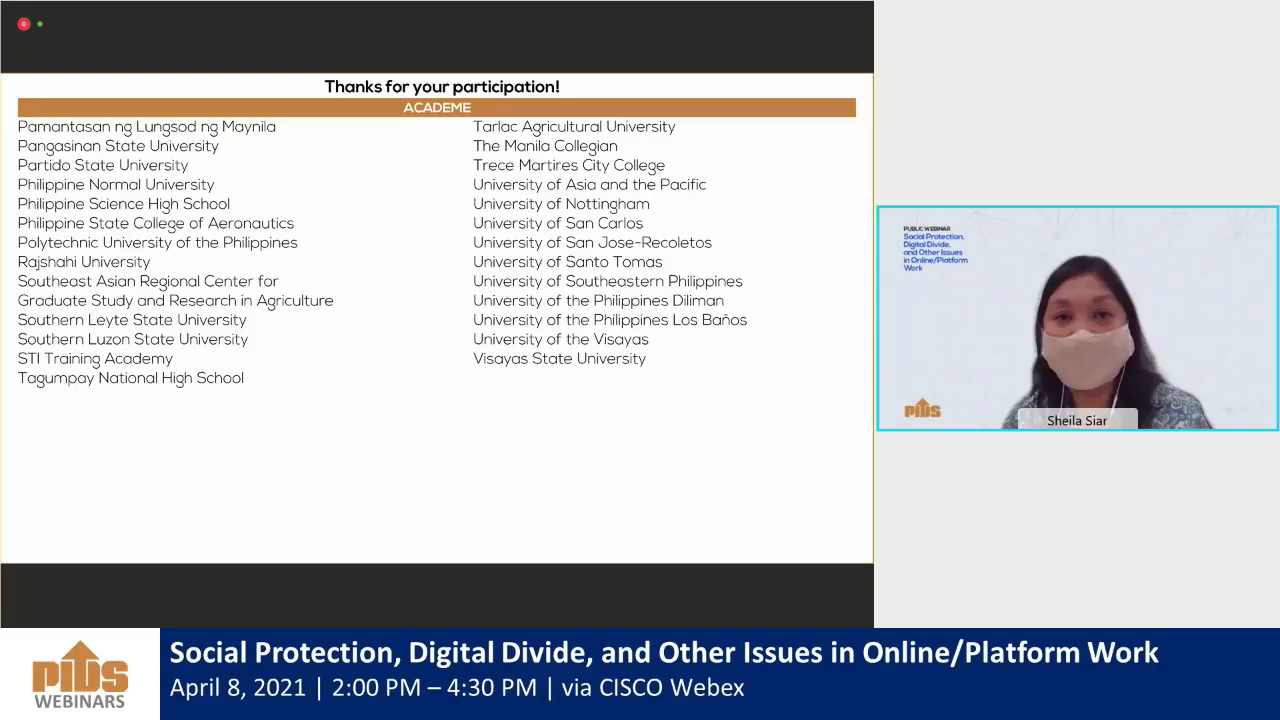 Thanks for your participation!
ACADEME
Pamantasan ng Lungsod ng Maynila
Pangasinan State University
Partido State University
Philippine Normal University
Philippine Science High School
Philippine State College of Aeronautics
Polytechnic University of the Philippines
Rajshahi University
Southeast Asian Regional Center for
Graduate Study and Research in Agriculture
Southern Leyte State University
Southern Luzon State University
STI Training Academy
Tagumpay National High School
Tarlac Agricultural University
The Manila Collegian
Trece Martires City College
University of Asia and the Pacific
University of Nottingham
University of San Carlos
University of San Jose-Recoletos
University of Santo Tomas
University of Southeastern Philippines
University of the Philippines Diliman
University of the Philippines Los Baños
University of the Visayas
Visayas State University
PUBLIC WEBINAR
Social Protection,
Digital Divide,
and Other Issues
in Online/Platform
Work
PIDS
Sheila Siar
PIDS
WEBINARS
Social Protection, Digital Divide, and Other Issues in Online/Platform Work
April 8, 2021 | 2:00 PM – 4:30 PM | via CISCO Webex